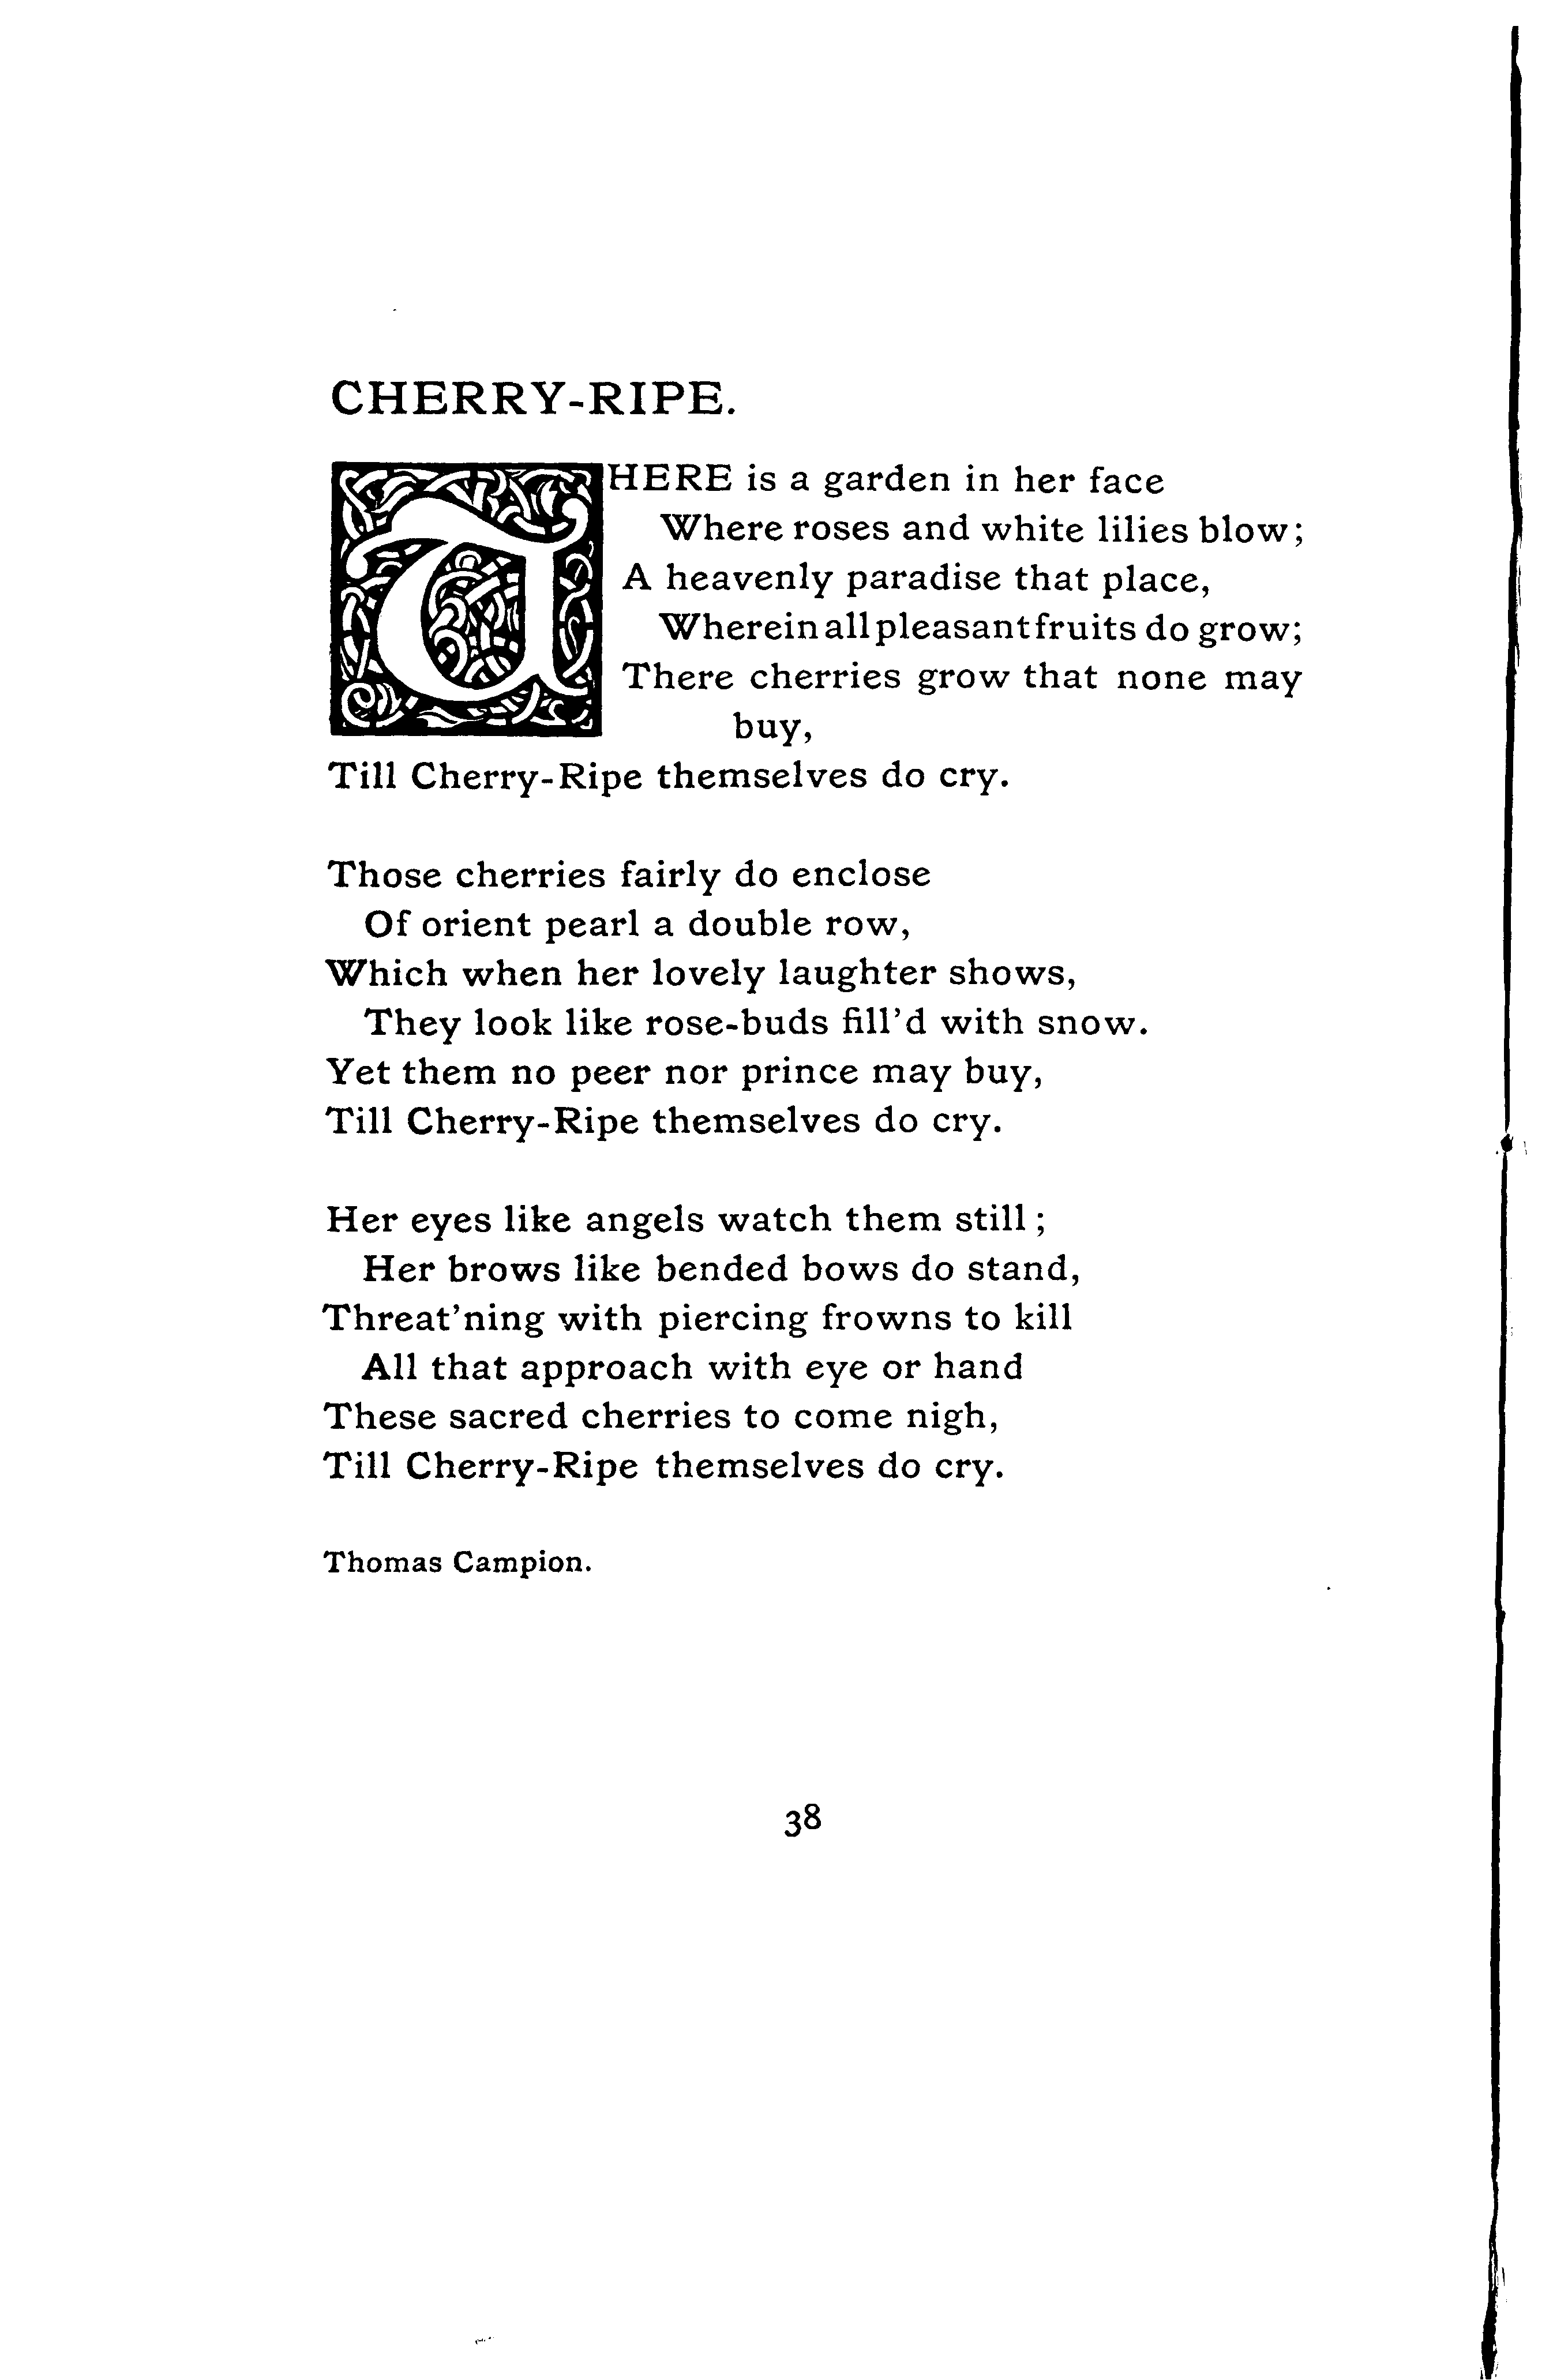 CHERRY-RIPE.
THERE is a garden in her face
Where roses and white lilies blow;
A heavenly paradise that place,
Wherein all pleasant fruits do grow;
There cherries grow that none may
buy,
Till Cherry-Ripe themselves do cry.
Those cherries fairly do enclose
Of orient pearl a double row,
Which when her lovely laughter shows,
They look like rose-buds fill'd with snow.
Yet them no peer nor prince may buy,
Till Cherry-Ripe themselves do cry.
Her eyes like angels watch them still ;
Her brows like bended bows do stand,
Threat'ning with piercing frowns to kill
All that approach with eye or hand
These sacred cherries to come nigh,
Till Cherry-Ripe themselves do cry.
Thomas Campion.
38